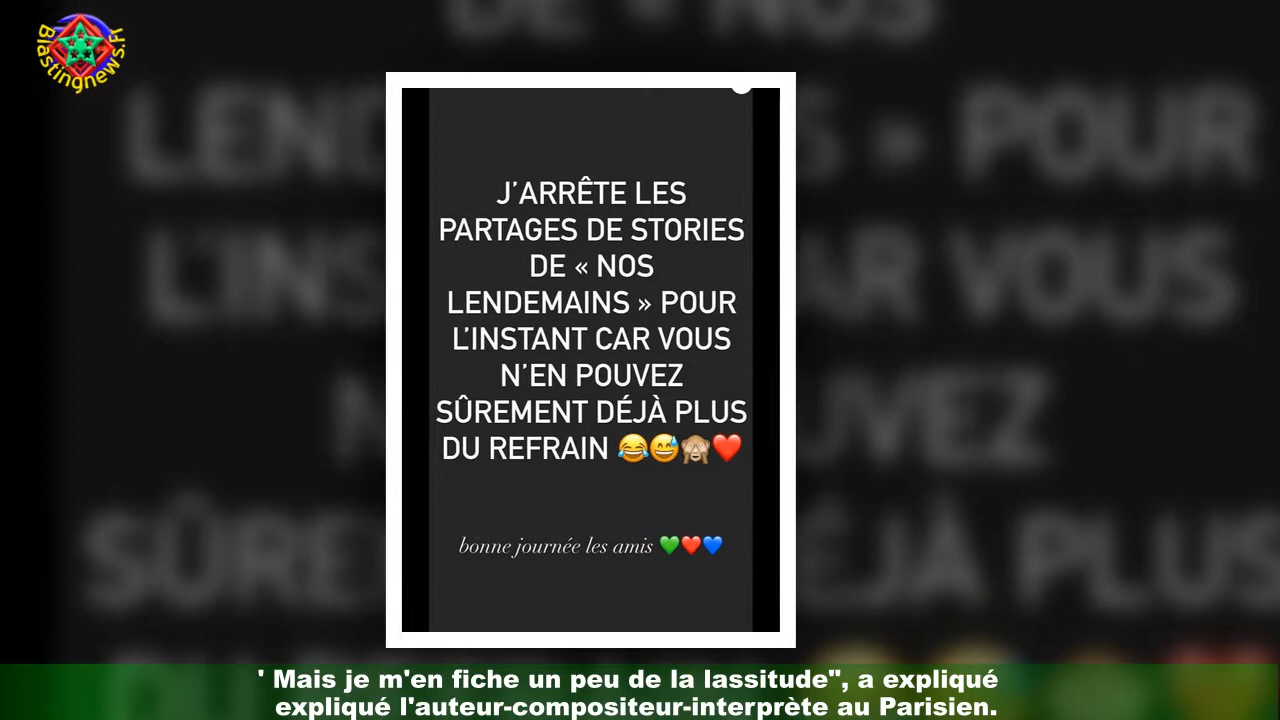 Blastingnews.fr
J'ARRÊTE LES
PARTAGES DE STORIES
DE « NOS
LENDEMAINS » POUR
L'INSTANT CAR VOUS
N'EN POUVEZ
SÛREMENT DÉJÀ PLUS
DU REFRAIN 😂😅🙈❤️
bonne journée les amis 💚❤️💙
' Mais je m'en fiche un peu de la lassitude", a expliqué
expliqué l'auteur-compositeur-interprète au Parisien.